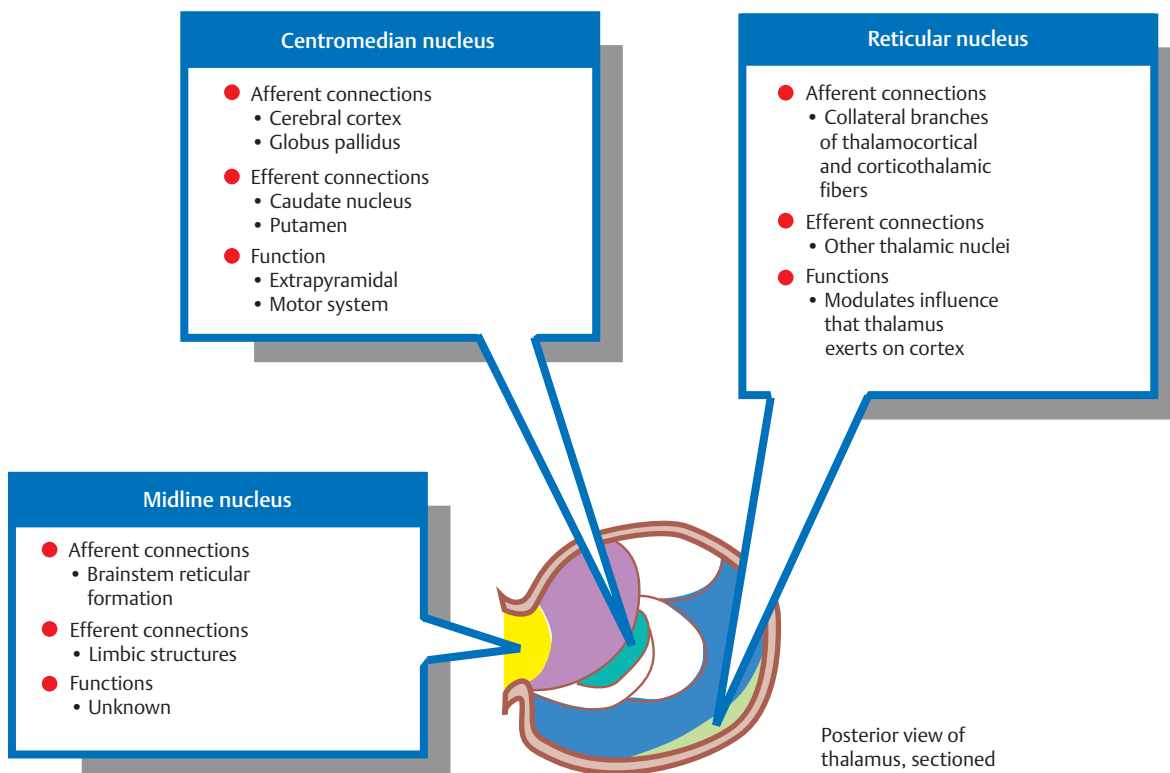 Centromedian nucleus
Afferent connections
• Cerebral cortex
• Globus pallidus
Efferent connections
• Caudate nucleus
• Putamen
Function
• Extrapyramidal
• Motor system
Reticular nucleus
Afferent connections
• Collateral branches
of thalamocortical
and corticothalamic
fibers
Efferent connections
• Other thalamic nuclei
Functions
• Modulates influence
that thalamus
exerts on cortex
Midline nucleus
Afferent connections
• Brainstem reticular
formation
Efferent connections
• Limbic structures
Functions
• Unknown
Posterior view of
thalamus, sectioned